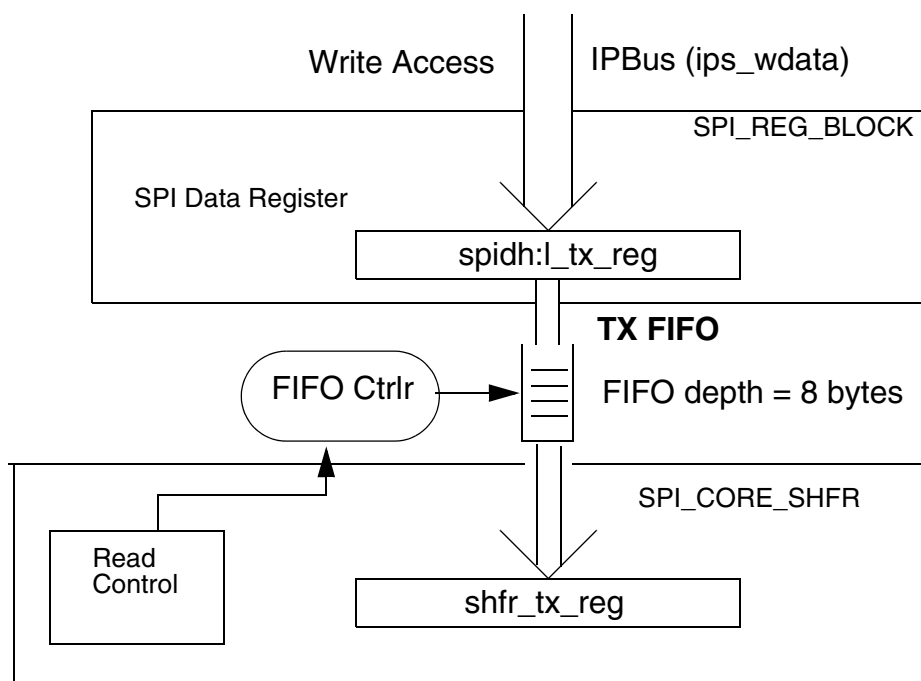 Write Access
IPBus (ips_wdata)
SPI_REG_BLOCK
SPI Data Register
spidh:l_tx_reg
TX FIFO
FIFO Ctrlr
FIFO depth = 8 bytes
SPI_CORE_SHFR
Read
Control
shfr_tx_reg